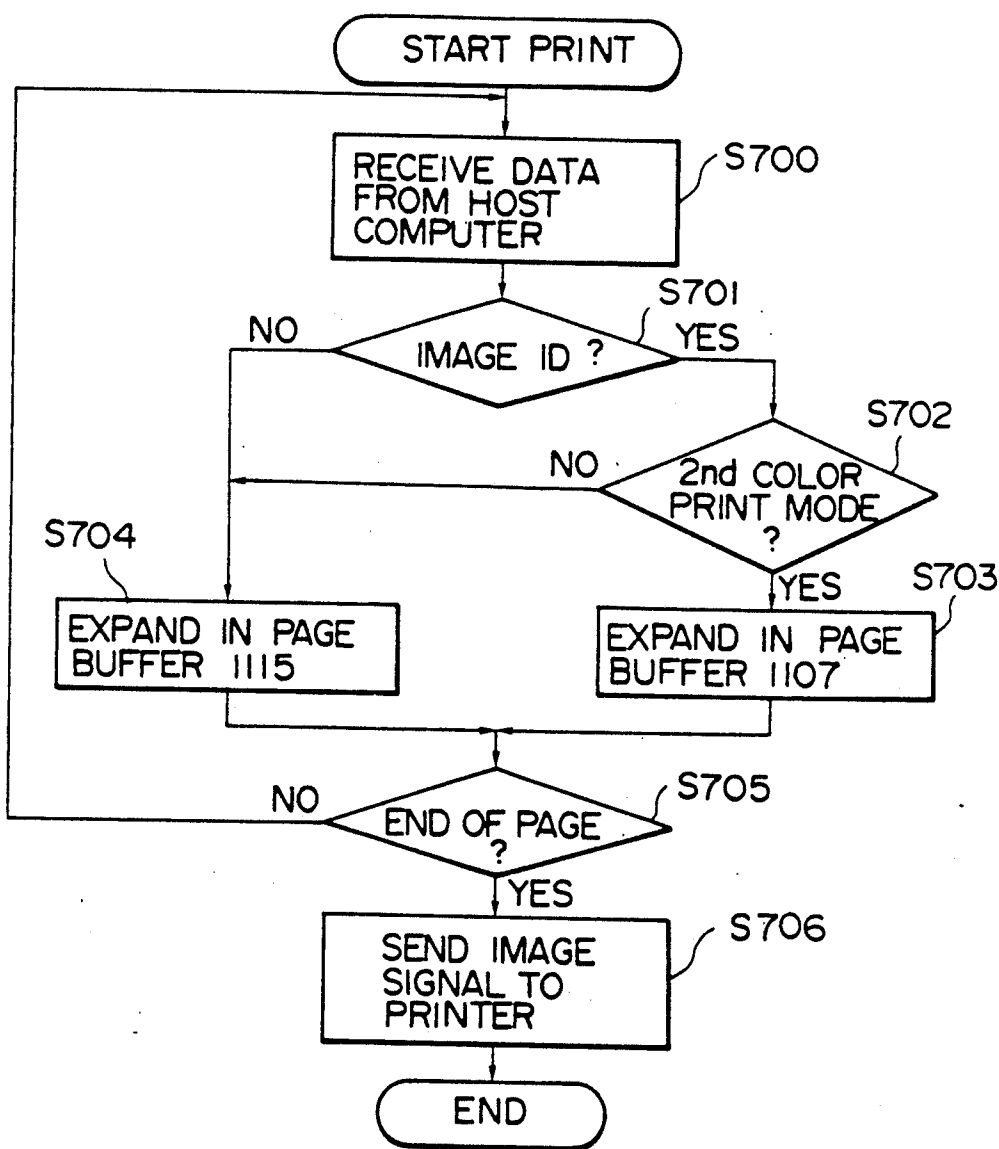 START PRINT
S700
RECEIVE DATA
FROM HOST
COMPUTER
S701
NO
IMAGE ID ?
YES
S702
NO
2nd COLOR
PRINT MODE
?
S704
YES
S703
EXPAND IN PAGE
BUFFER 1115
EXPAND IN PAGE
BUFFER 1107
NO
S705
END OF PAGE
?
YES
S706
SEND IMAGE
SIGNAL TO
PRINTER
END